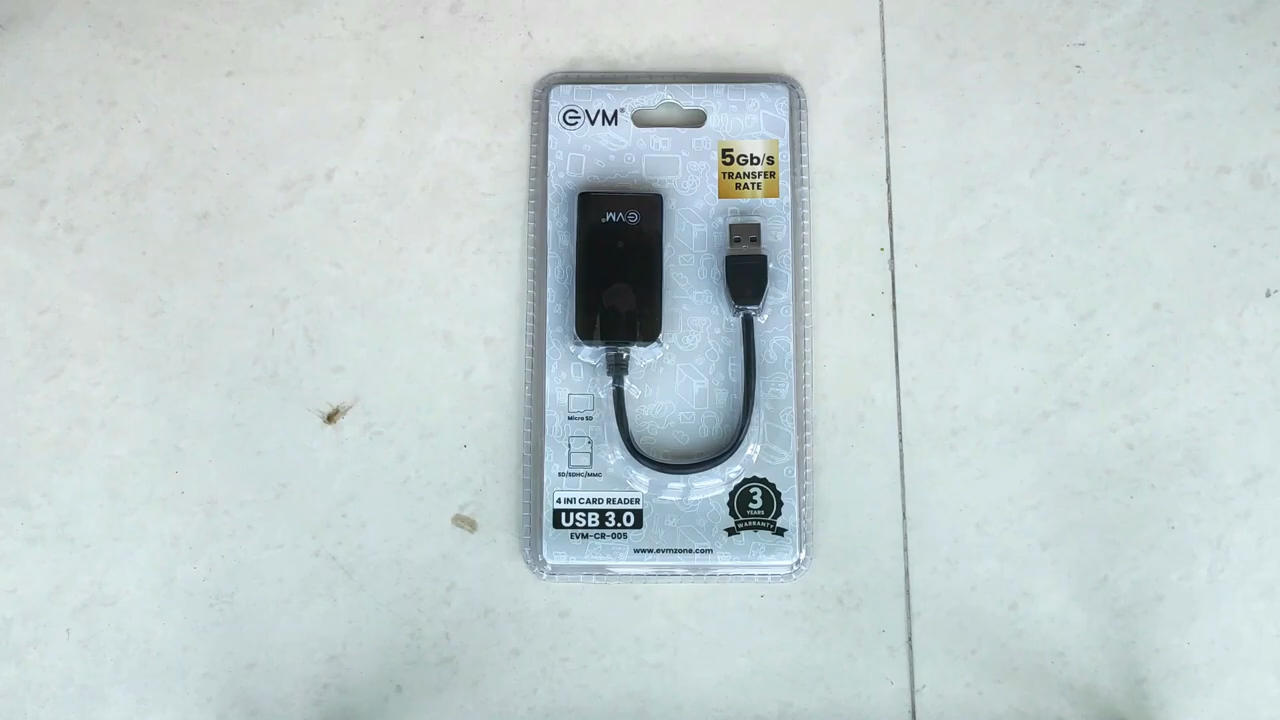 EVM®
5Gb/s
TRANSFER
RATE
EVM®
Micro SD
SD/SDHC/MMC
4 IN1 CARD READER
USB 3.0
EVM-CR-005
3
YEARS
WARRANTY
www.evmzone.com